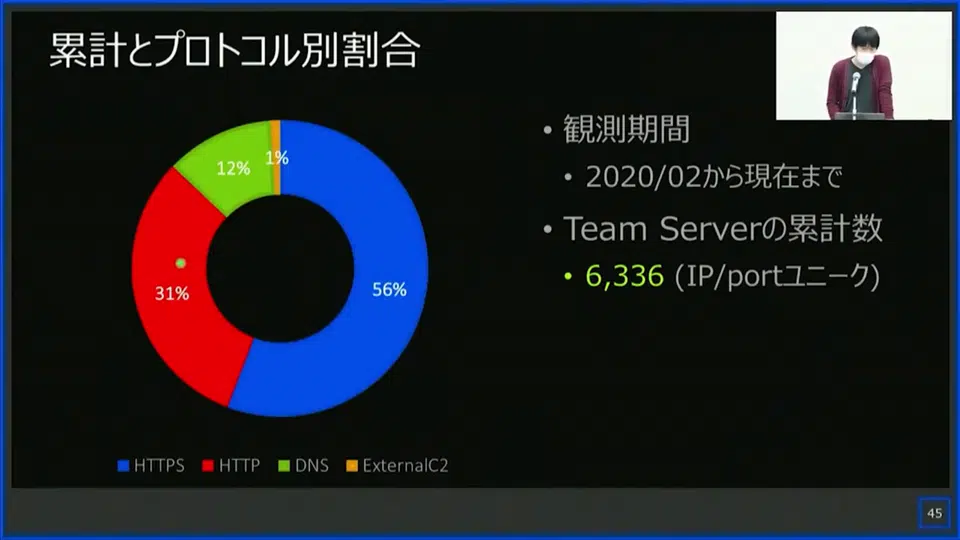 累計とプロトコル別割合
12%
1%
31%
56%
HTTPS HTTP DNS ExternalC2
• 観測期間
• 2020/02から現在まで
• Team Serverの累計数
• 6,336 (IP/portユニーク)
45